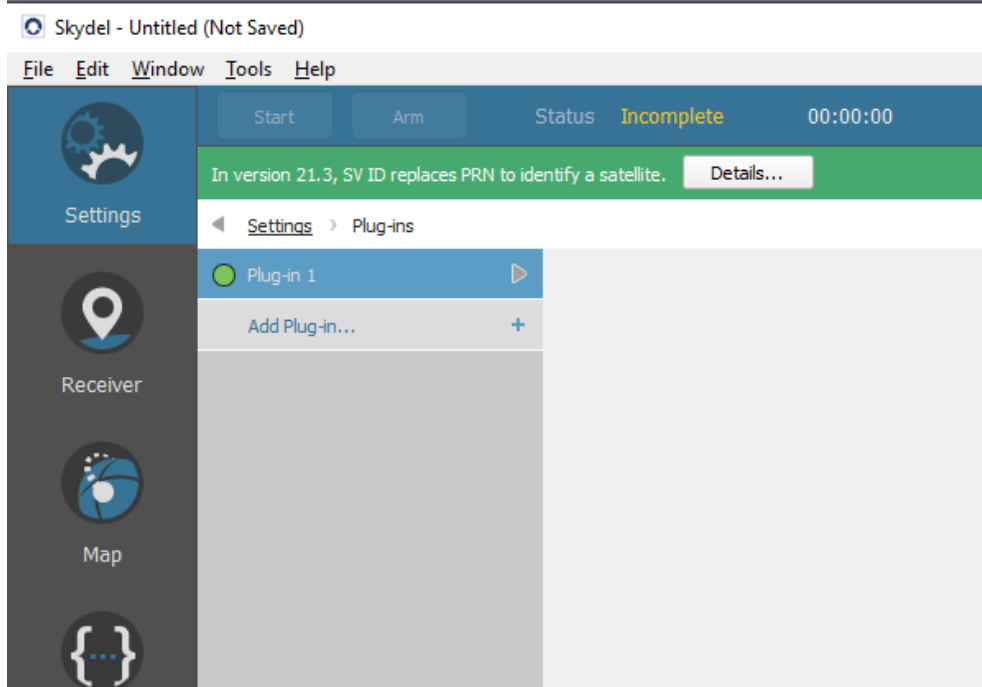 Skydel - Untitled (Not Saved)
File Edit Window Tools Help
Start Arm Status Incomplete 00:00:00
In version 21.3, SV ID replaces PRN to identify a satellite. Details...
Settings
Settings Plug-ins
Plug-in 1
Add Plug-in... +
Receiver
Map